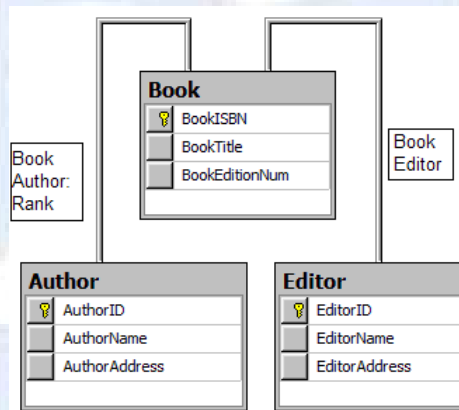 Book
BookISBN
BookTitle
BookEditionNum
Book
Author:
Rank
Book
Editor
Author
AuthorID
AuthorName
AuthorAddress
Editor
EditorID
EditorName
EditorAddress